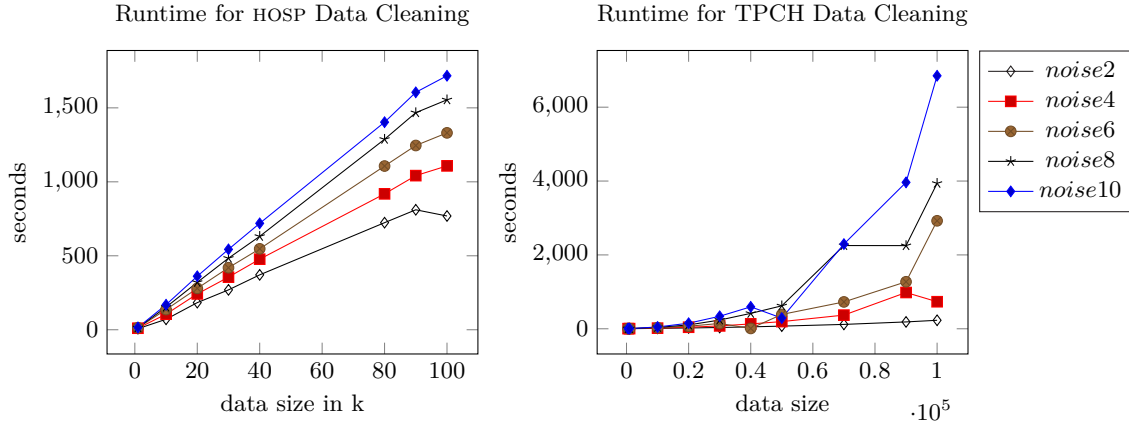 Runtime for HOSP Data Cleaning
1,500
1,000
500
0
seconds
0 20 40 60 80 100
data size in k
Runtime for TPCH Data Cleaning
6,000
4,000
2,000
0
seconds
0 0.2 0.4 0.6 0.8 1
data size
·10^5
noise2
noise4
noise6
noise8
noise10